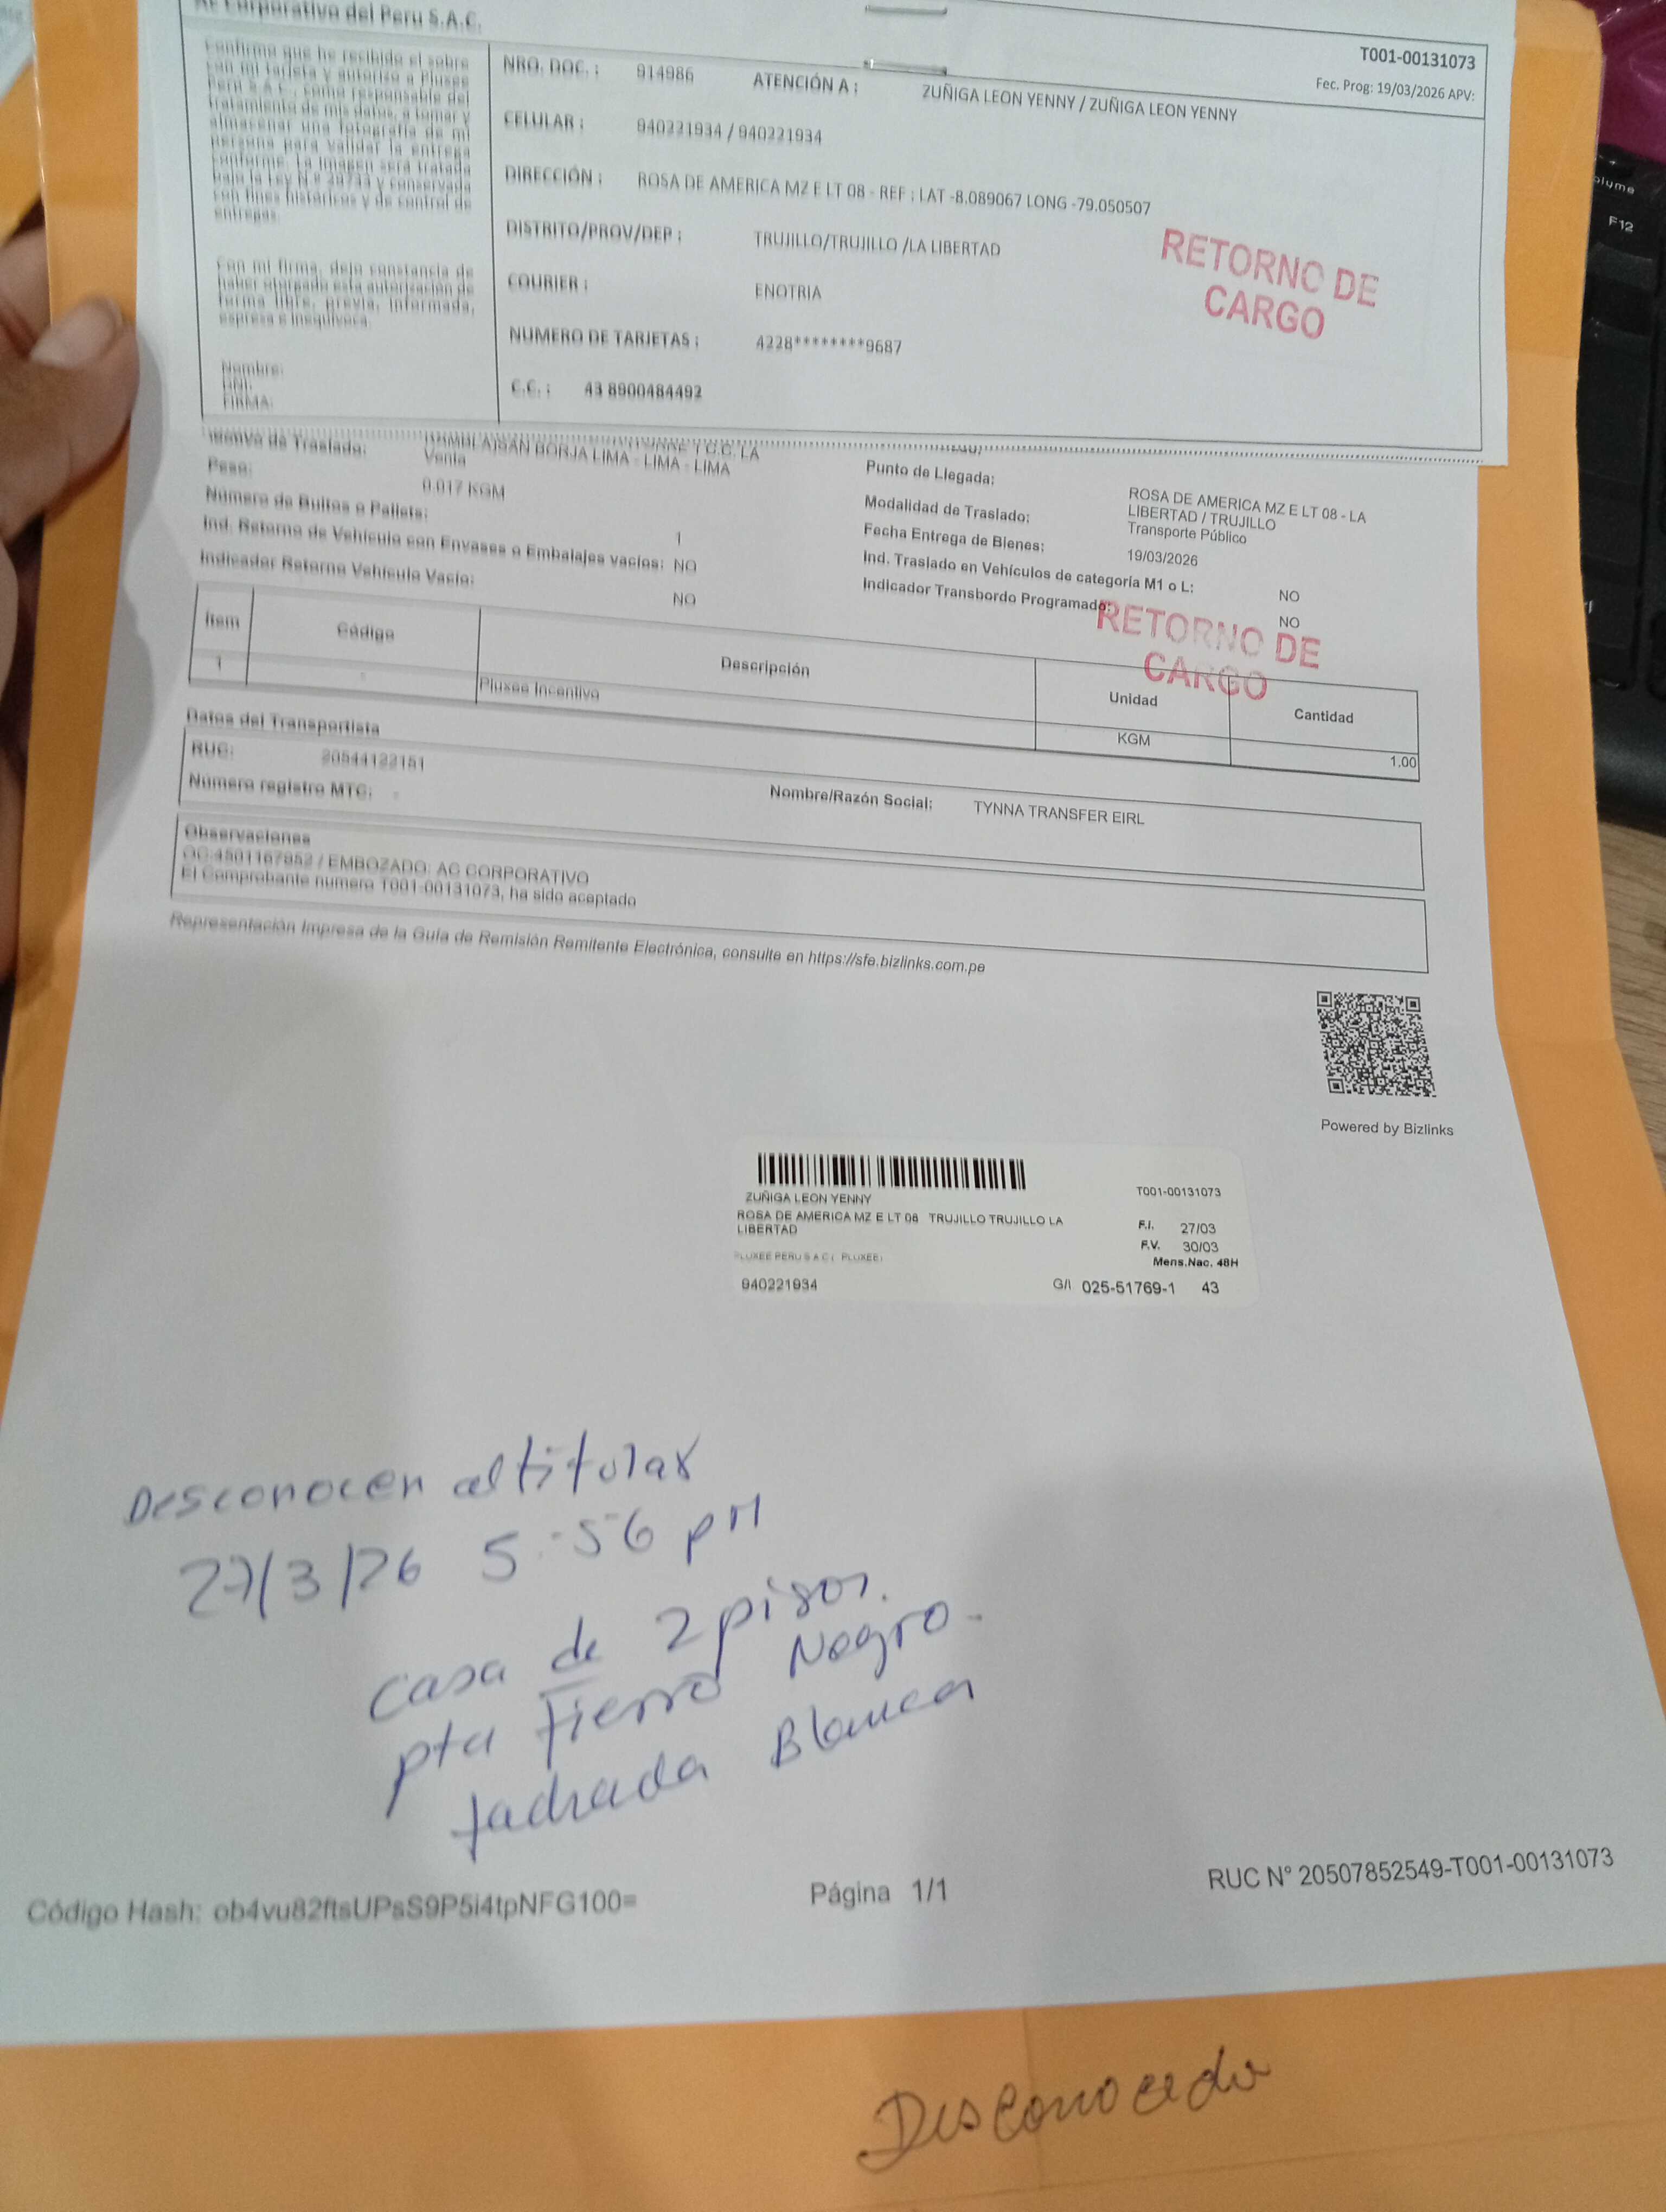 Corporativo del Peru S.A.C.
T001-00131073
Fec. Prog: 19/03/2026 APV:
Confirmo que he recibido el sobre
con mi tarjeta y autorizo a Pluxee
Perú S.A.C., como responsable del
tratamiento de mis datos, a tomar y
almacenar una fotografía de mi
persona para validar la entrega
conforme. La imagen será tratada
bajo la Ley N.º 29733 y conservada
con fines históricos y de control de
entregas.
Con mi firma, dejo constancia de
haber otorgado esta autorización de
forma libre, previa, informada,
expresa e inequívoca.
Nombre:
DNI:
FIRMA:
NRO. DOC. : 914986 ATENCIÓN A : ZUÑIGA LEON YENNY / ZUÑIGA LEON YENNY
CELULAR : 940221934 / 940221934
DIRECCIÓN : ROSA DE AMERICA MZ E LT 08 - REF : LAT -8.089067 LONG -79.050507
DISTRITO/PROV/DEP : TRUJILLO/TRUJILLO /LA LIBERTAD
COURIER : ENOTRIA
NUMERO DE TARJETAS : 4228********9687
C.C. : 43 8900484492
RETORNO DE
CARGO
RAMBLA)SAN BORJA LIMA - LIMA - LIMA
Motivo de Traslado: Venta
Peso: 0.017 KGM
Número de Bultos o Pallets: 1
Ind. Retorno de Vehículo con Envases o Embalajes vacíos: NO
Indicador Retorno Vehículo Vacío: NO
Punto de Llegada: ROSA DE AMERICA MZ E LT 08 - LA
LIBERTAD / TRUJILLO
Modalidad de Traslado: Transporte Público
Fecha Entrega de Bienes: 19/03/2026
Ind. Traslado en Vehículos de categoría M1 o L: NO
Indicador Transbordo Programado: NO
RETORNO DE
CARGO
Ítem Código Descripción Unidad Cantidad
1 - Pluxee Incentivo KGM 1.00
Datos del Transportista
RUC: 20544122151 Nombre/Razón Social: TYNNA TRANSFER EIRL
Número registro MTC: -
Observaciones
OC 4501167952 / EMBOZADO: AC CORPORATIVO
El Comprobante numero T001-00131073, ha sido aceptado
Representación Impresa de la Guía de Remisión Remitente Electrónica, consulte en https://sfe.bizlinks.com.pe
Powered by Bizlinks
ZUÑIGA LEON YENNY T001-00131073
ROSA DE AMERICA MZ E LT 08 TRUJILLO TRUJILLO LA
LIBERTAD
F.I. 27/03
F.V. 30/03
PLUXEE PERU S A C ( PLUXEE) Mens.Nac. 48H
940221934 G/I 025-51769-1 43
Desconocen al titular
27/3/26 5:56 pM
casa de 2 pisos.
pta Fierro Negro.
fachada Blanca
Código Hash: ob4vu82ftsUPsS9P5i4tpNFG100= Página 1/1 RUC N° 20507852549-T001-00131073
Desconocido